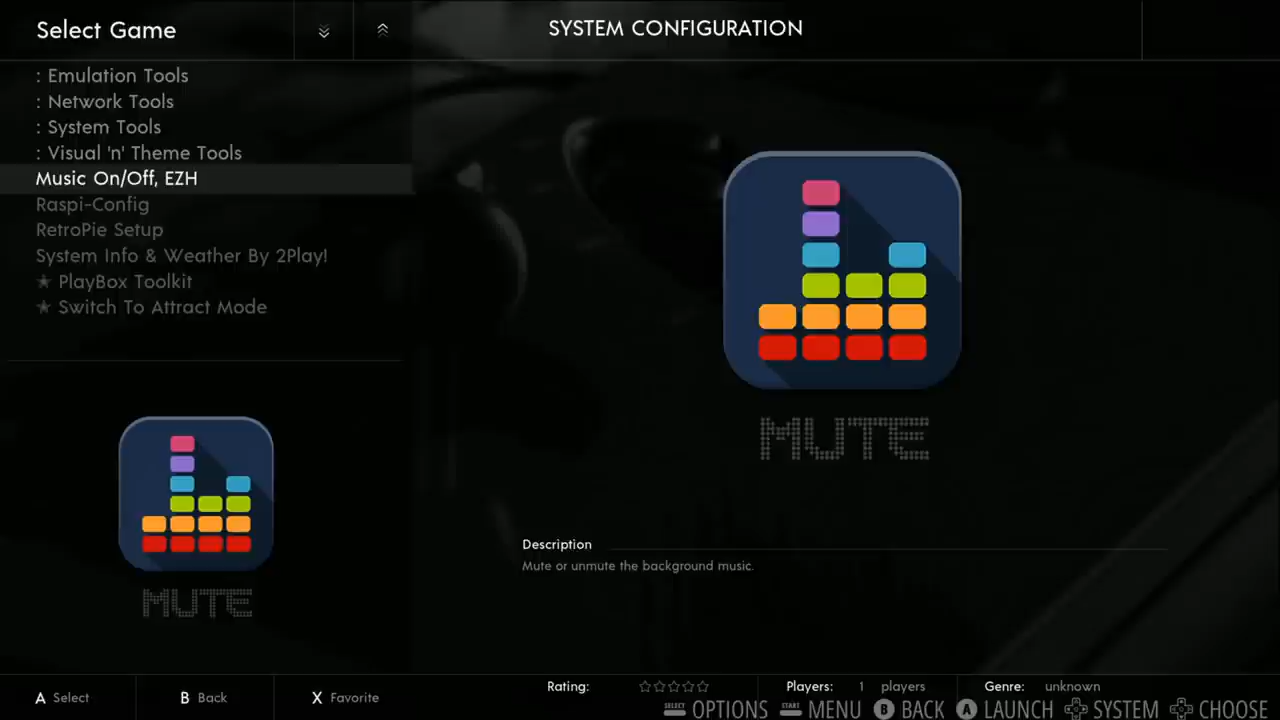 Select Game
SYSTEM CONFIGURATION
: Emulation Tools
: Network Tools
: System Tools
: Visual 'n' Theme Tools
Music On/Off, EZH
Raspi-Config
RetroPie Setup
System Info & Weather By 2Play!
★ PlayBox Toolkit
★ Switch To Attract Mode
MUTE
MUTE
Description
Mute or unmute the background music.
A Select
B Back
X Favorite
Rating: ☆☆☆☆☆
Players: 1 players
Genre: unknown
SELECT OPTIONS START MENU B BACK A LAUNCH SYSTEM CHOOSE